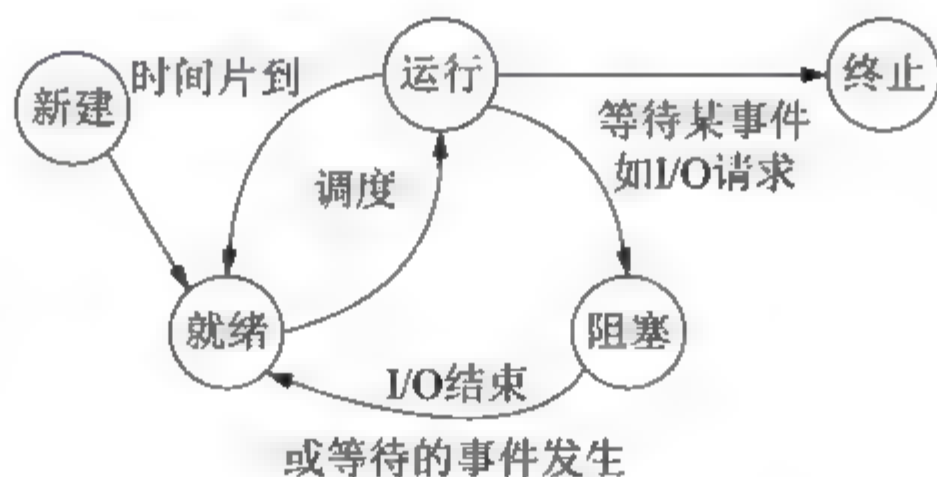 新建
时间片到
运行
终止
等待某事件
如I/O请求
调度
就绪
阻塞
I/O结束
或等待的事件发生